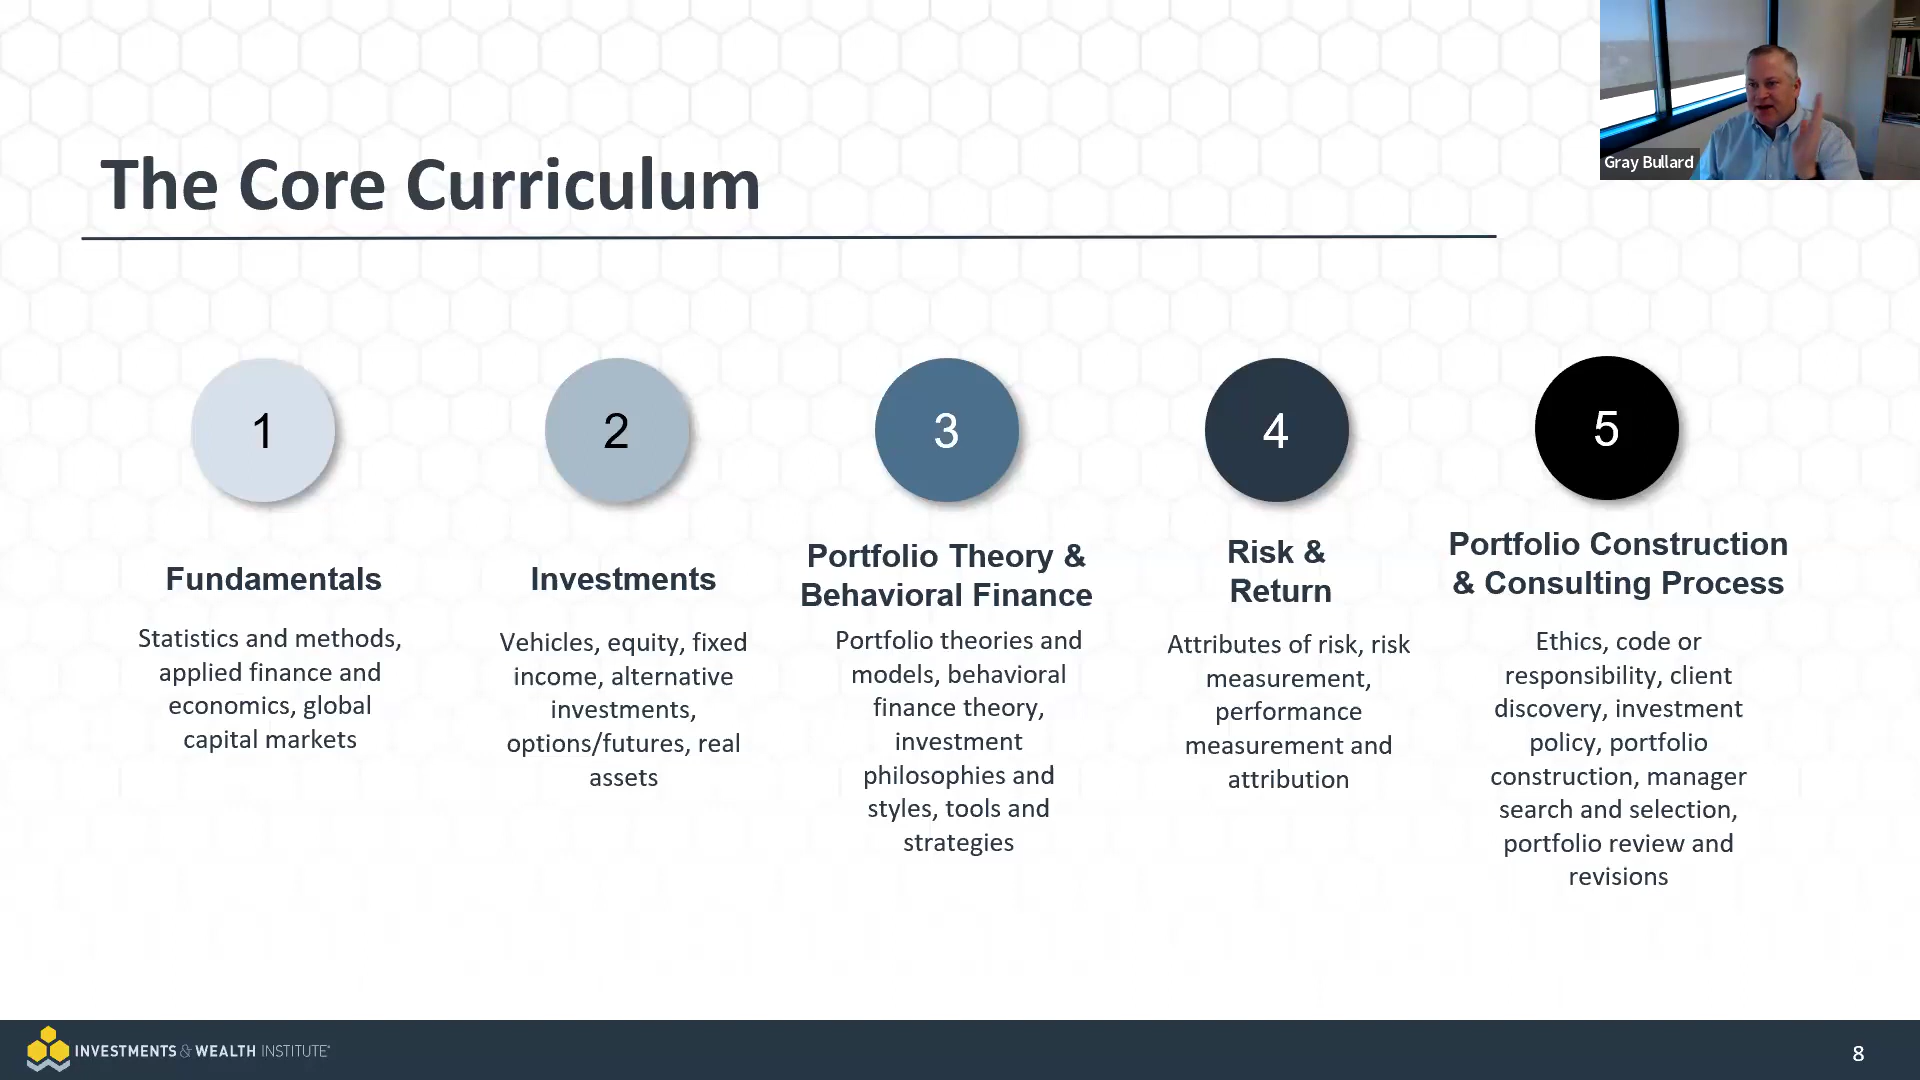 Gray Bullard
The Core Curriculum
1
Fundamentals
Statistics and methods,
applied finance and
economics, global
capital markets
2
Investments
Vehicles, equity, fixed
income, alternative
investments,
options/futures, real
assets
3
Portfolio Theory &
Behavioral Finance
Portfolio theories and
models, behavioral
finance theory,
investment
philosophies and
styles, tools and
strategies
4
Risk &
Return
Attributes of risk, risk
measurement,
performance
measurement and
attribution
5
Portfolio Construction
& Consulting Process
Ethics, code or
responsibility, client
discovery, investment
policy, portfolio
construction, manager
search and selection,
portfolio review and
revisions
INVESTMENTS & WEALTH INSTITUTE
8